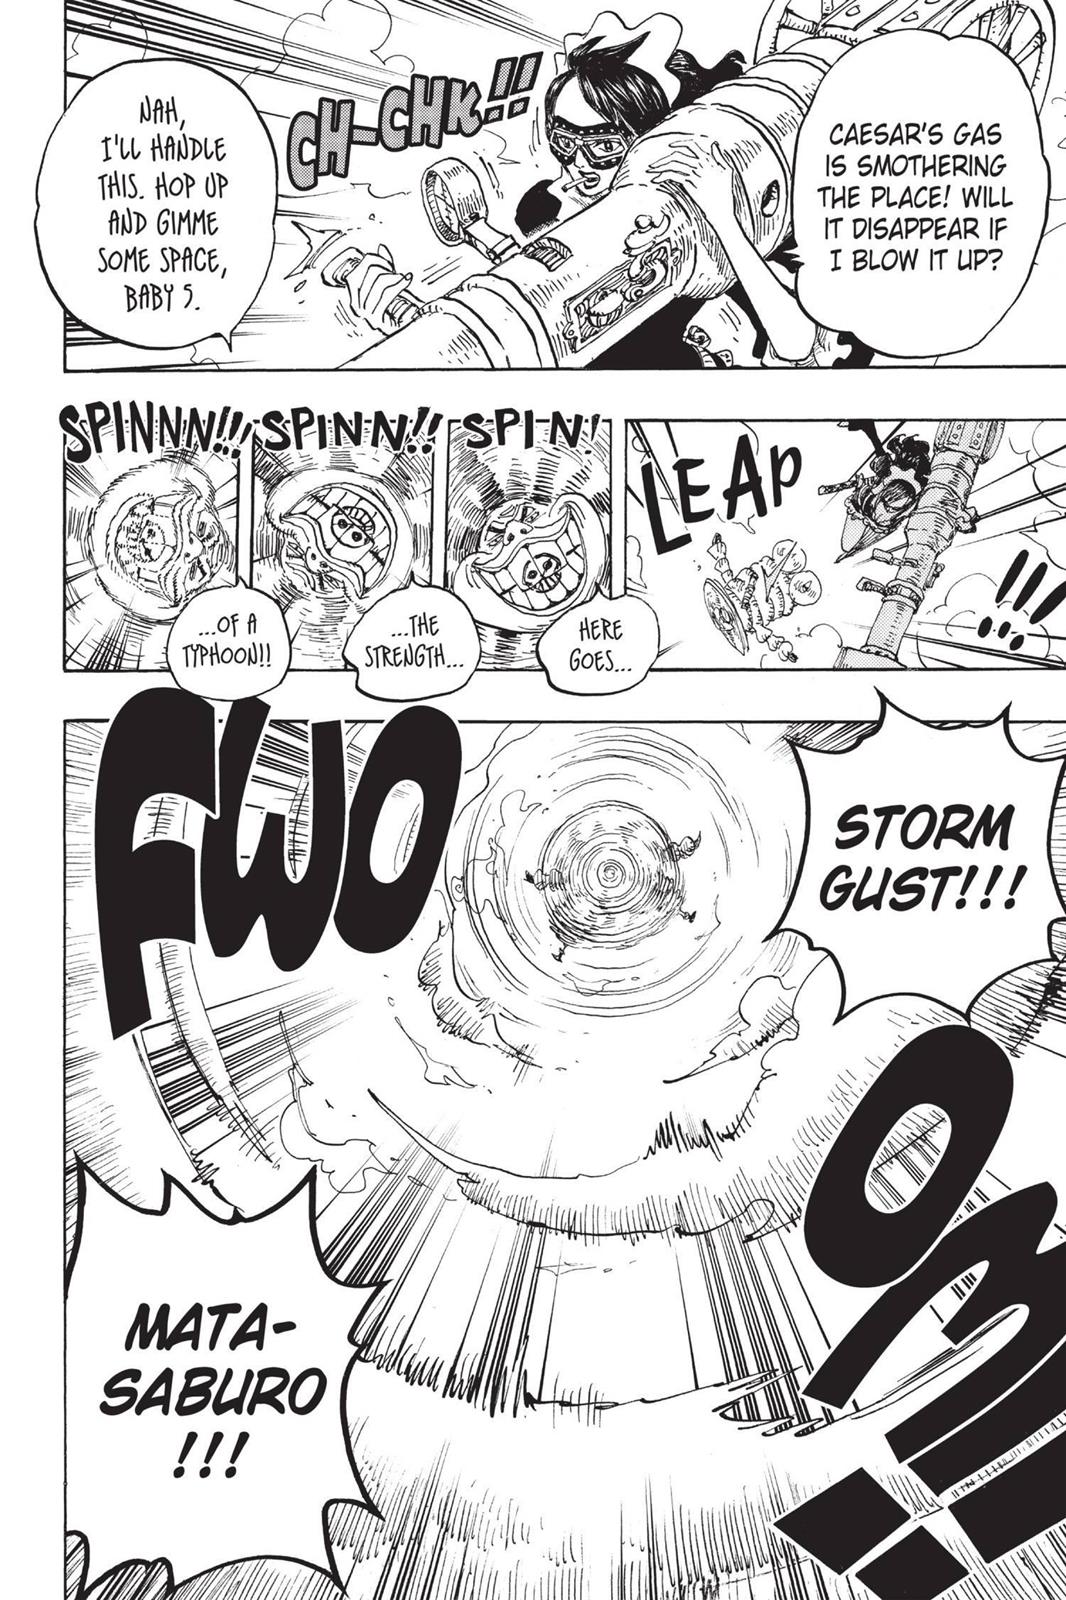 CAESAR'S GAS
IS SMOTHERING
THE PLACE! WILL
IT DISAPPEAR IF
I BLOW IT UP?
CH-CHK!!
NAH,
I'LL HANDLE
THIS. HOP UP
AND GIMME
SOME SPACE,
BABY 5.
LEAP
!!!
SPIN!
HERE
GOES...
SPINN!!
...THE
STRENGTH...
SPINNN!!!
...OF A
TYPHOON!!
STORM
GUST!!!
FWO
OM!!
MATA-
SABURO
!!!